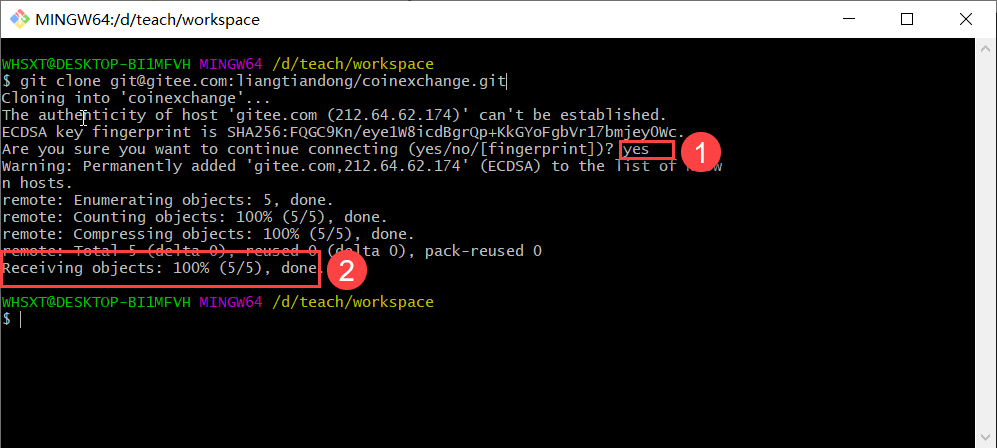 MINGW64:/d/teach/workspace
WHSXT@DESKTOP-BI1MFVH MINGW64 /d/teach/workspace
$ git clone git@gitee.com:liangtiandong/coinexchange.git
Cloning into 'coinexchange'...
The authenticity of host 'gitee.com (212.64.62.174)' can't be established.
ECDSA key fingerprint is SHA256:FQGC9Kn/eye1W8icdBgrQp+KkGYoFgbVr17bmjeyOWc.
Are you sure you want to continue connecting (yes/no/[fingerprint])? yes
1
Warning: Permanently added 'gitee.com,212.64.62.174' (ECDSA) to the list of
n hosts.
remote: Enumerating objects: 5, done.
remote: Counting objects: 100% (5/5), done.
remote: Compressing objects: 100% (5/5), done.
remote: Total 5 (delta 0), reused 0 (delta 0), pack-reused 0
Receiving objects: 100% (5/5), done.
2
WHSXT@DESKTOP-BI1MFVH MINGW64 /d/teach/workspace
$